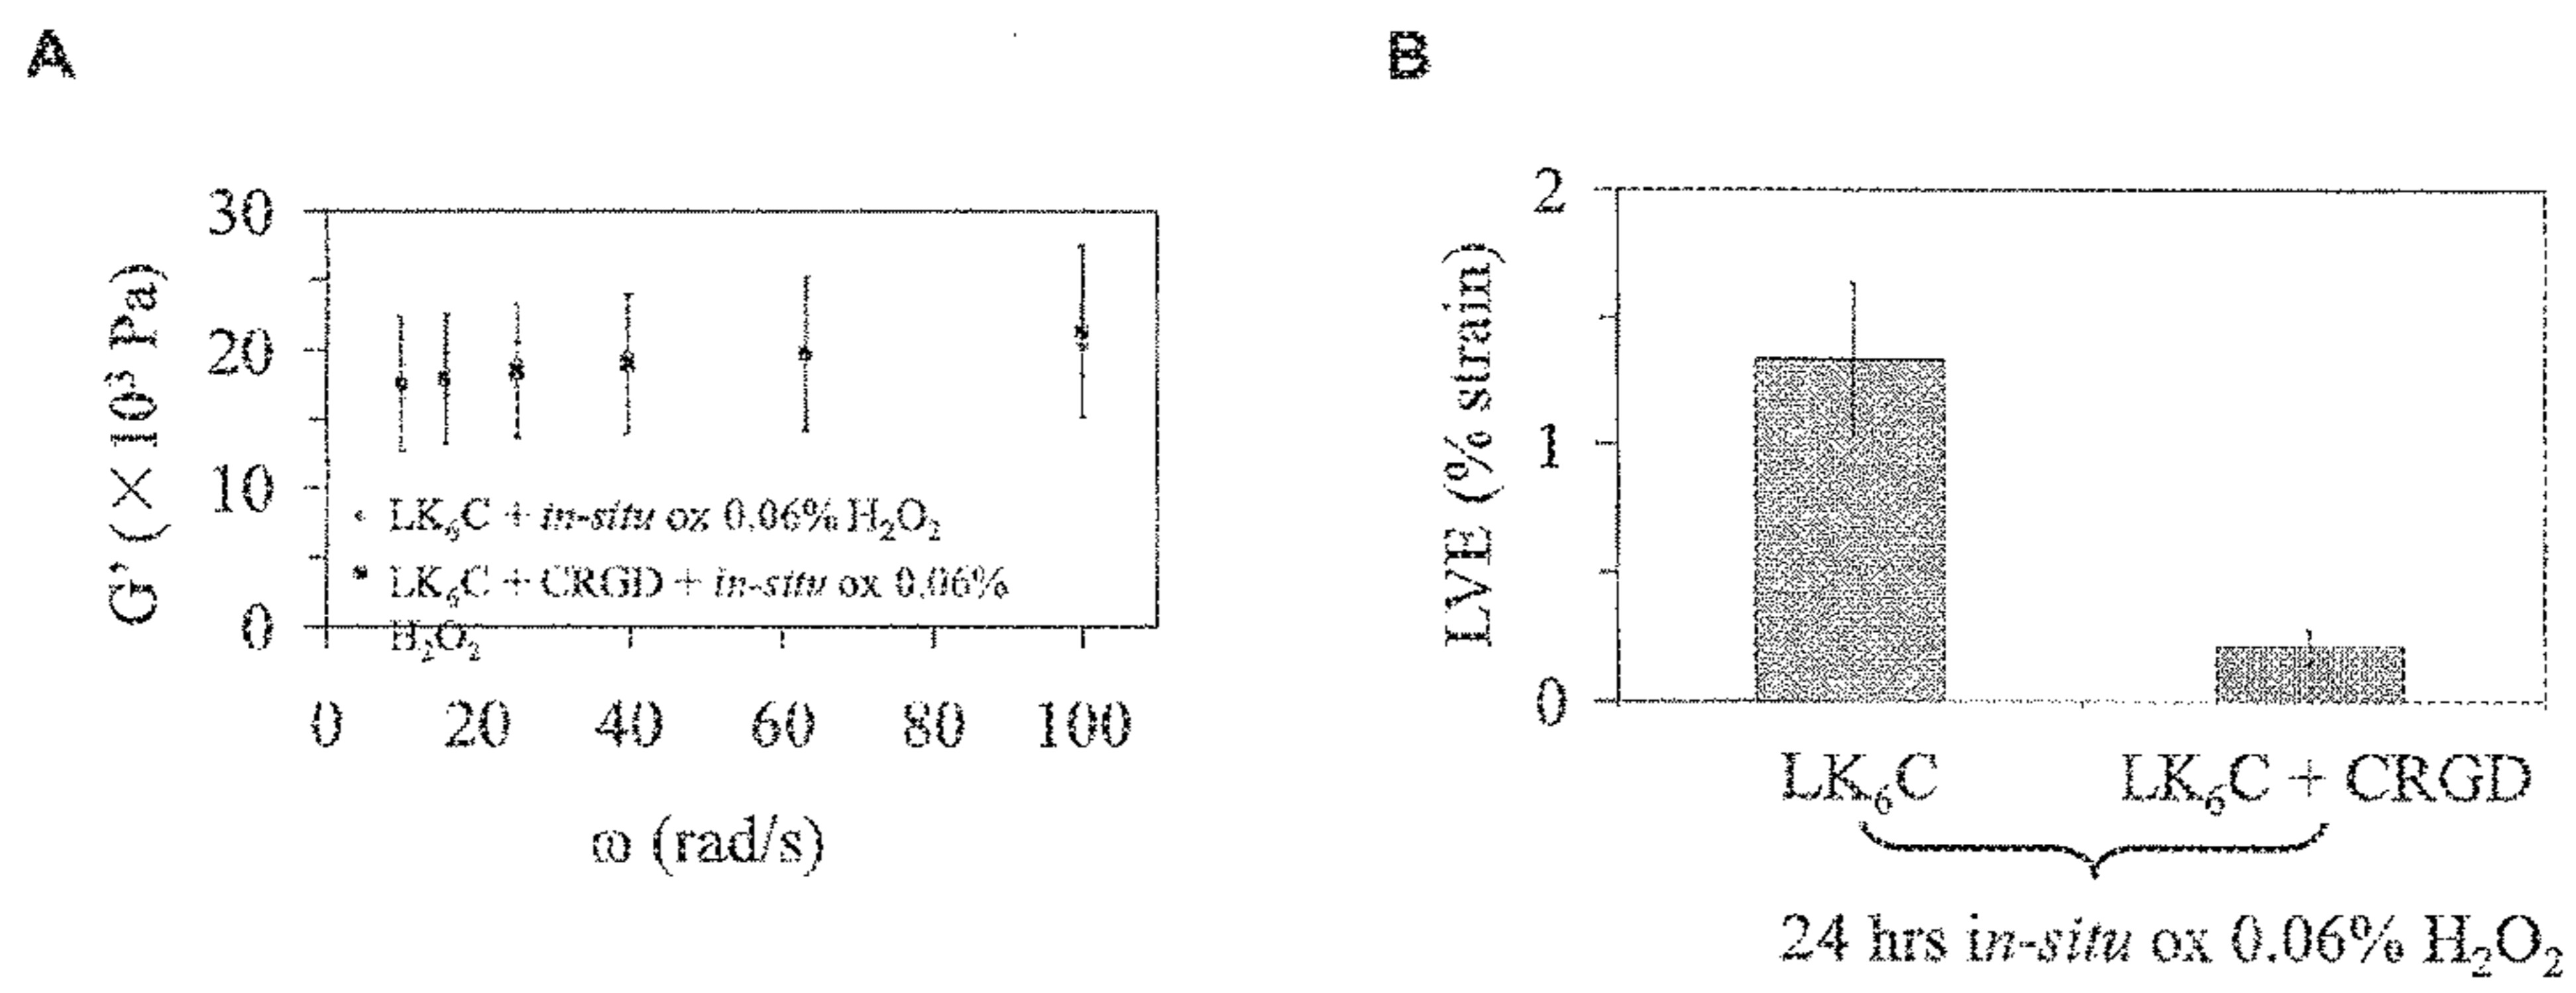 A
B
30
20
10
0
G' (×10³ Pa)
LK₆C + in-situ ox 0.06% H₂O₂
LK₆C + CRGD + in-situ ox 0.06%
H₂O₂
0 20 40 60 80 100
ω (rad/s)
2
1
0
LVE (% strain)
LK₆C LK₆C + CRGD
24 hrs in-situ ox 0.06% H₂O₂